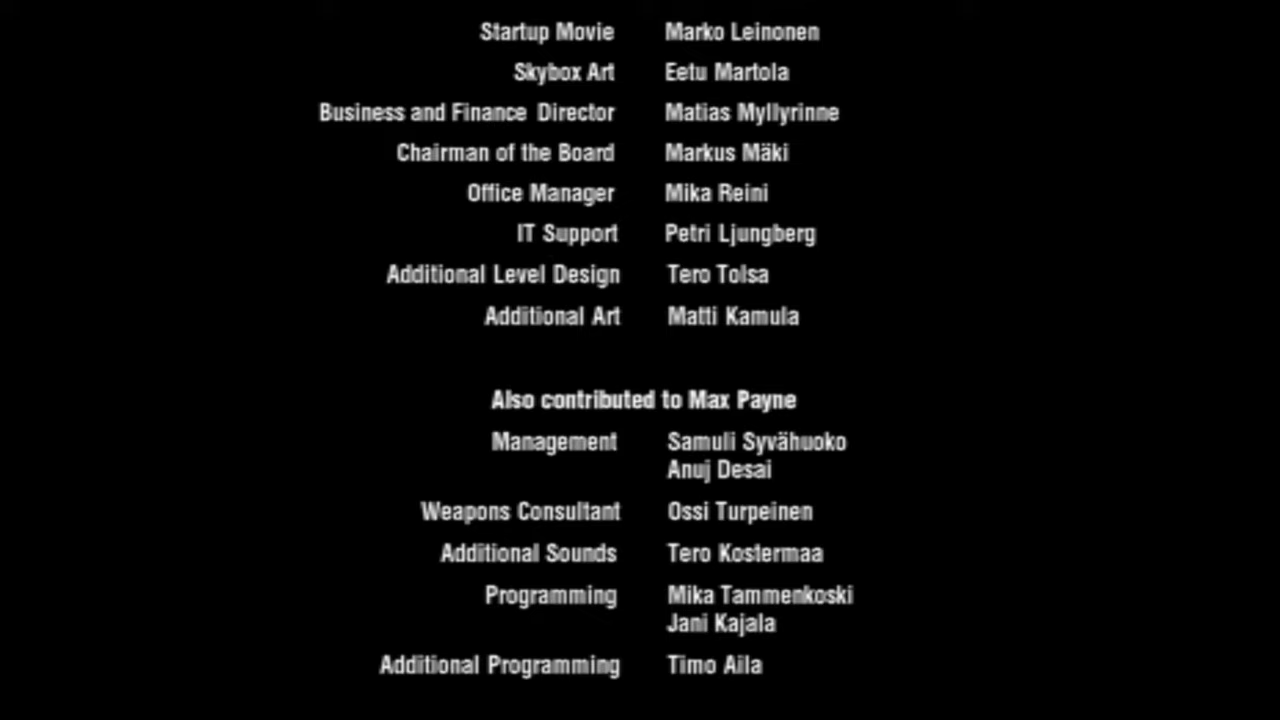 Startup Movie Marko Leinonen
Skybox Art Eetu Martola
Business and Finance Director Matias Myllyrinne
Chairman of the Board Markus Mäki
Office Manager Mika Reini
IT Support Petri Ljungberg
Additional Level Design Tero Tolsa
Additional Art Matti Kamula
Also contributed to Max Payne
Management Samuli Syvähuoko
Anuj Desai
Weapons Consultant Ossi Turpeinen
Additional Sounds Tero Kostermaa
Programming Mika Tammenkoski
Jani Kajala
Additional Programming Timo Aila